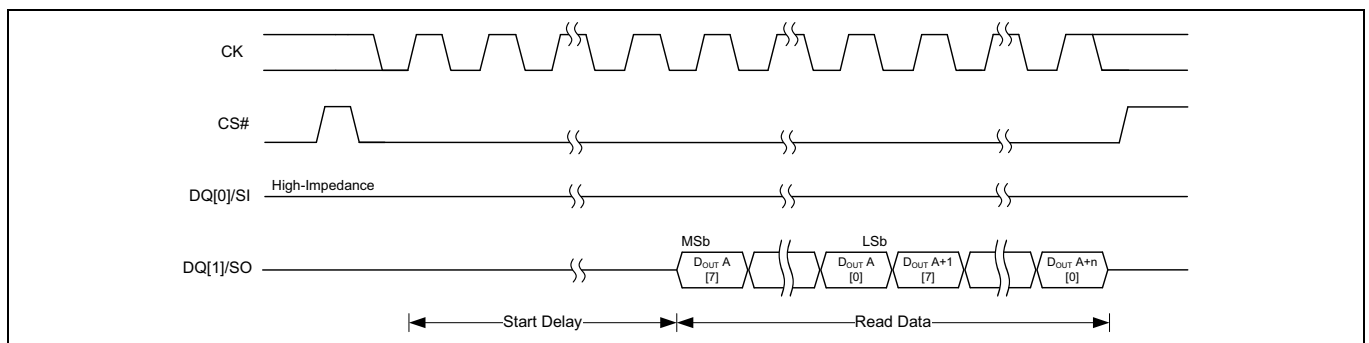 CK
CS#
DQ[0]/SI High-Impedance
DQ[1]/SO
MSb LSb
DOUT A [7]
DOUT A [0]
DOUT A+1 [7]
DOUT A+n [0]
Start Delay Read Data